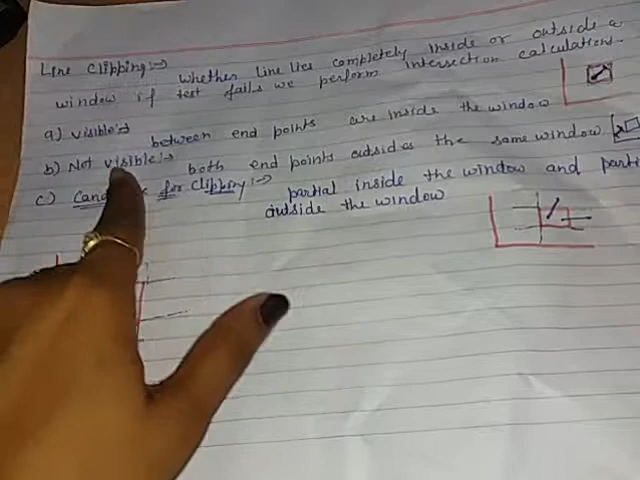 Line Clipping:→ whether line lies completely inside or outside a
window if test fails we perform intersection calculations.
a) visible:→ between end points are inside the window
b) Not visible:→ both end points outside as the same window
c) for Clipping :→ partial inside the window and parti
outside the window